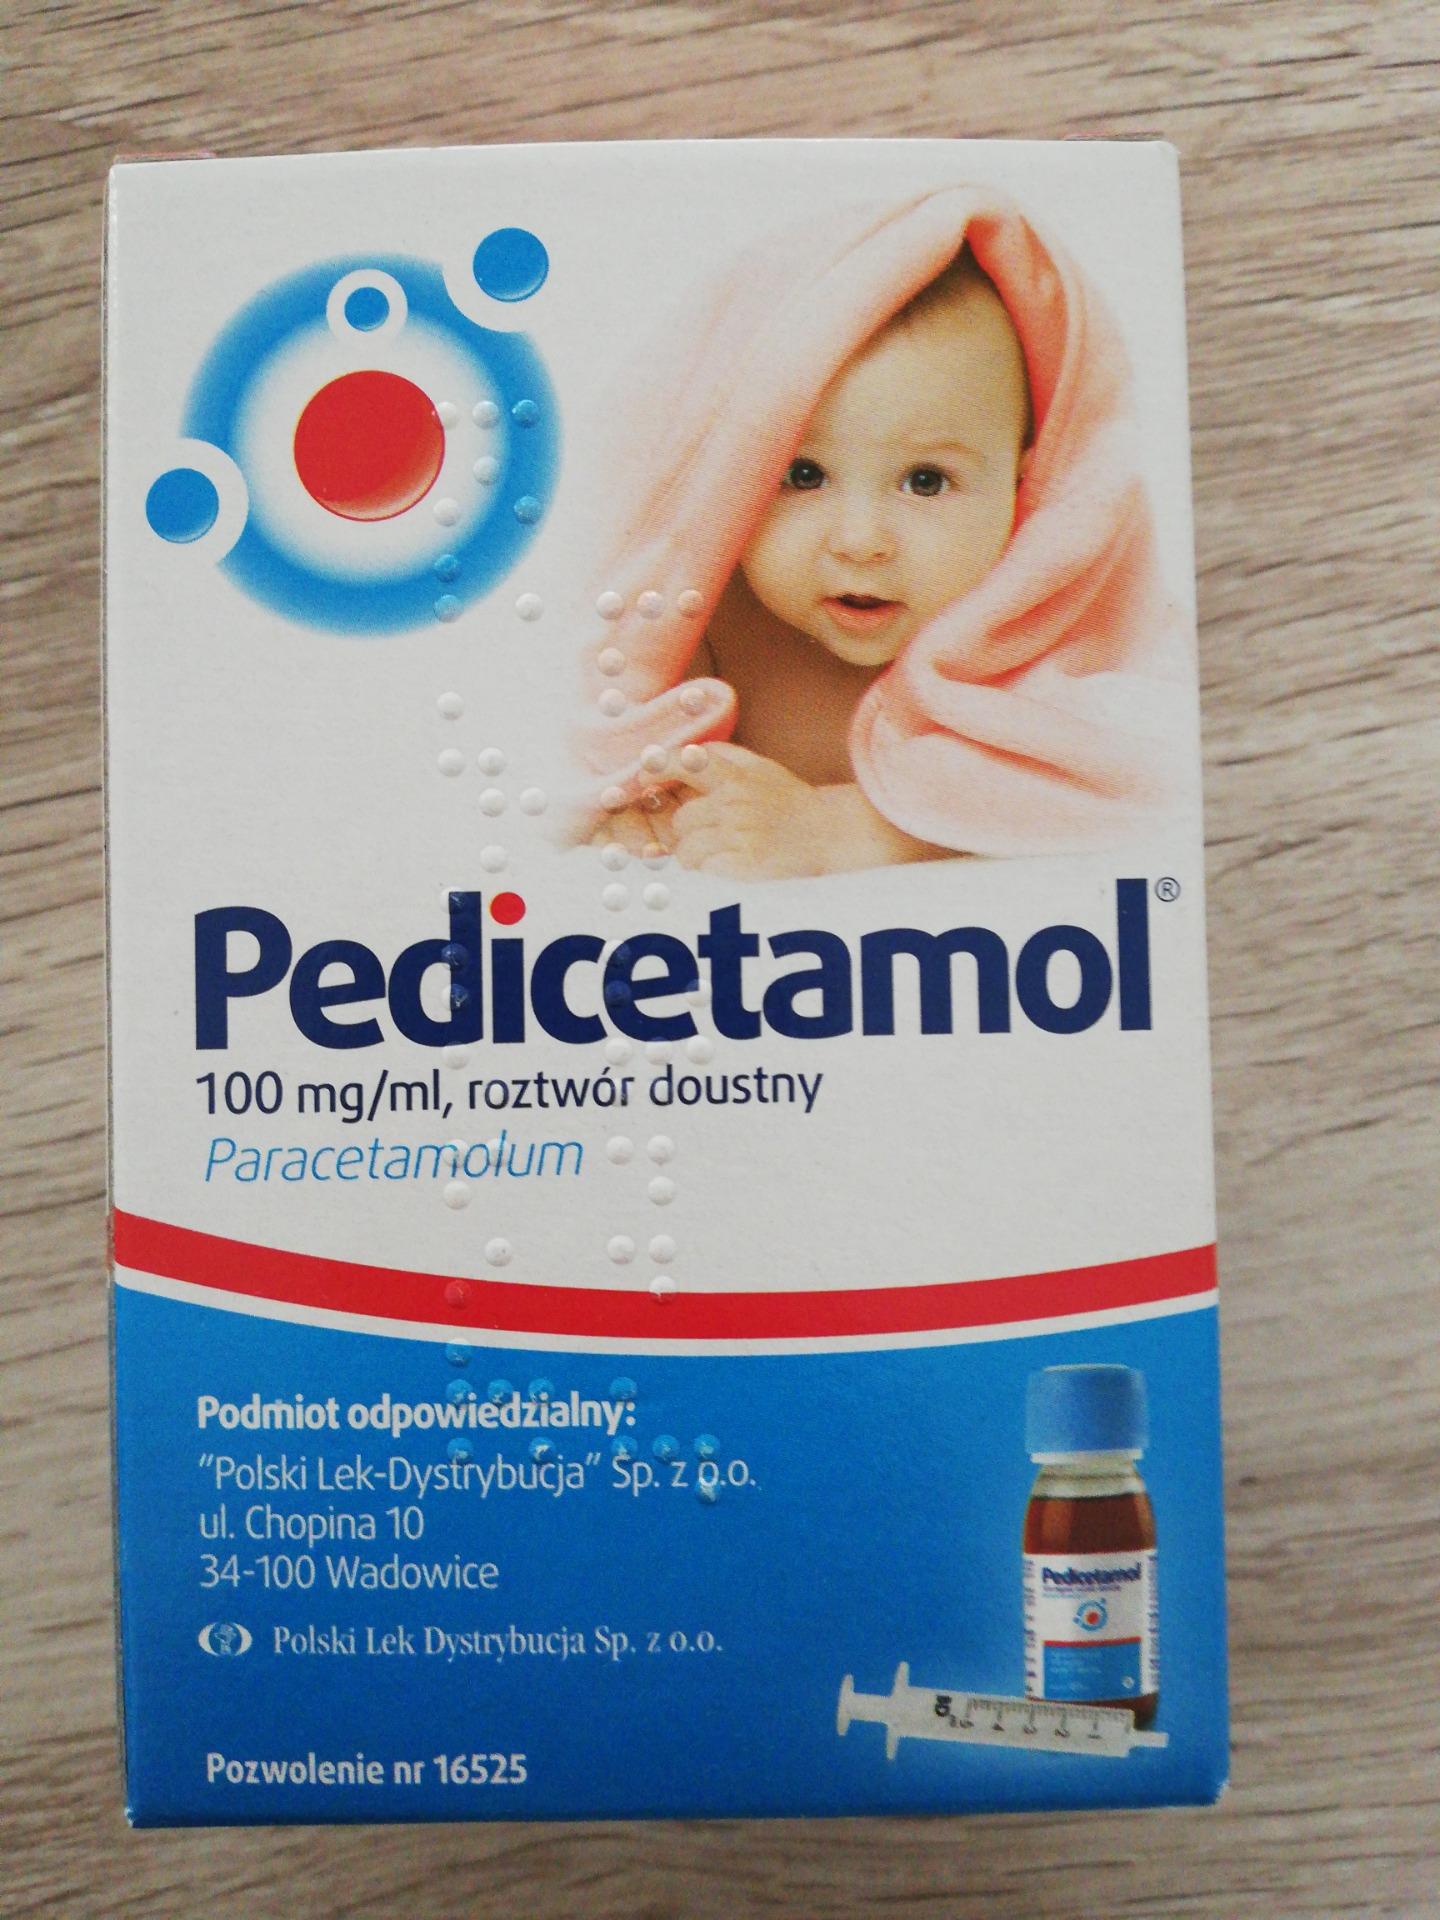 Pedicetamol®
100 mg/ml, roztwór doustny
Paracetamolum
Podmiot odpowiedzialny:
"Polski Lek-Dystrybucja" Sp. z o.o.
ul. Chopina 10
34-100 Wadowice
Polski Lek Dystrybucja Sp. z o.o.
Pozwolenie nr 16525
Pedicetamol